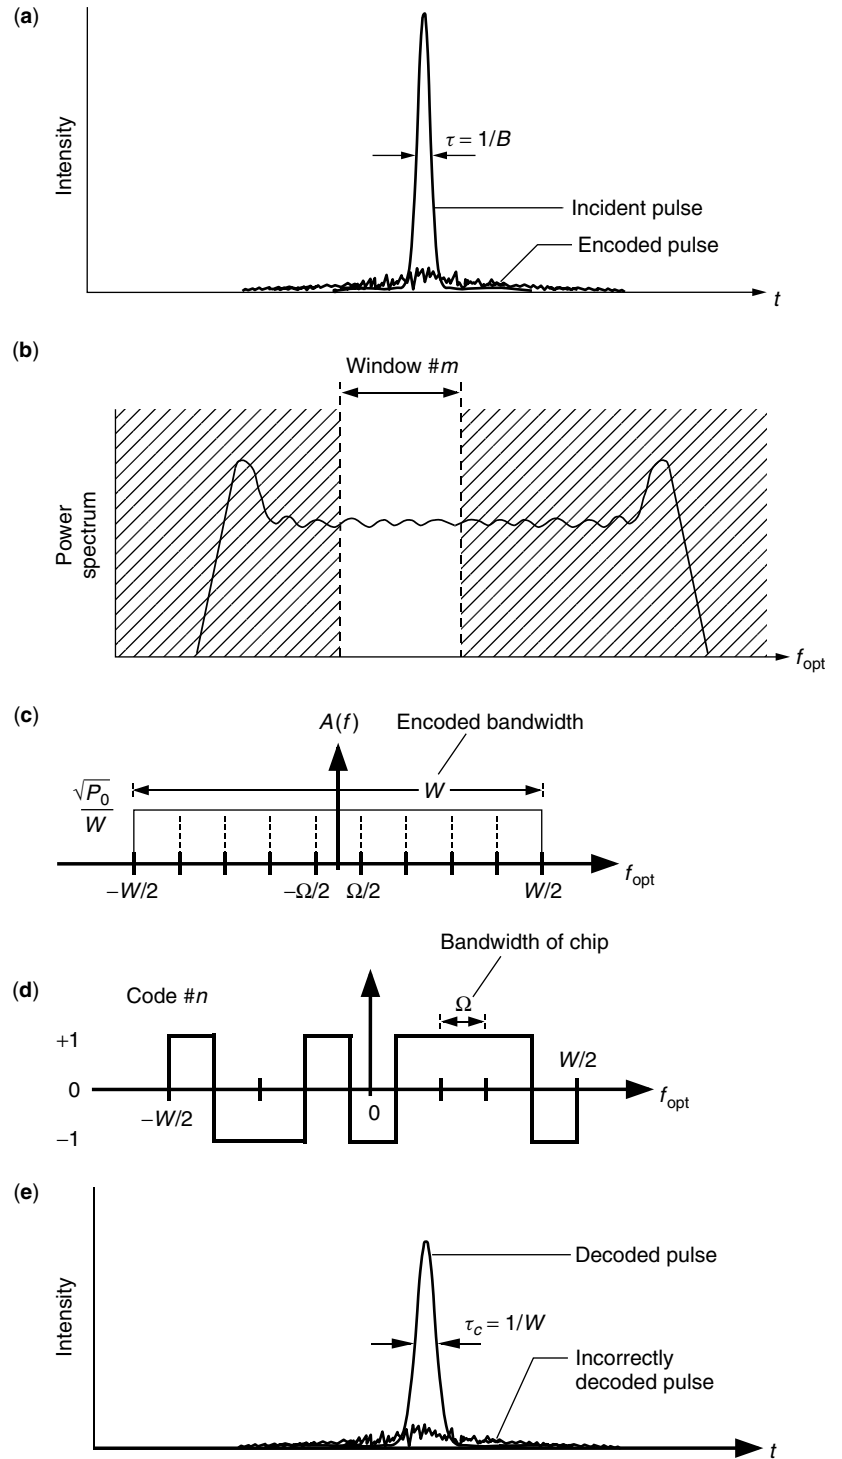 (a)
Intensity
τ = 1/B
Incident pulse
Encoded pulse
t
(b)
Window #m
Power
spectrum
f_opt
(c)
A(f)
Encoded bandwidth
√P₀
W
W
−W/2
−Ω/2
Ω/2
W/2
f_opt
(d)
Code #n
Bandwidth of chip
Ω
+1
0
−1
−W/2
0
W/2
f_opt
(e)
Intensity
Decoded pulse
τ_c = 1/W
Incorrectly
decoded pulse
t